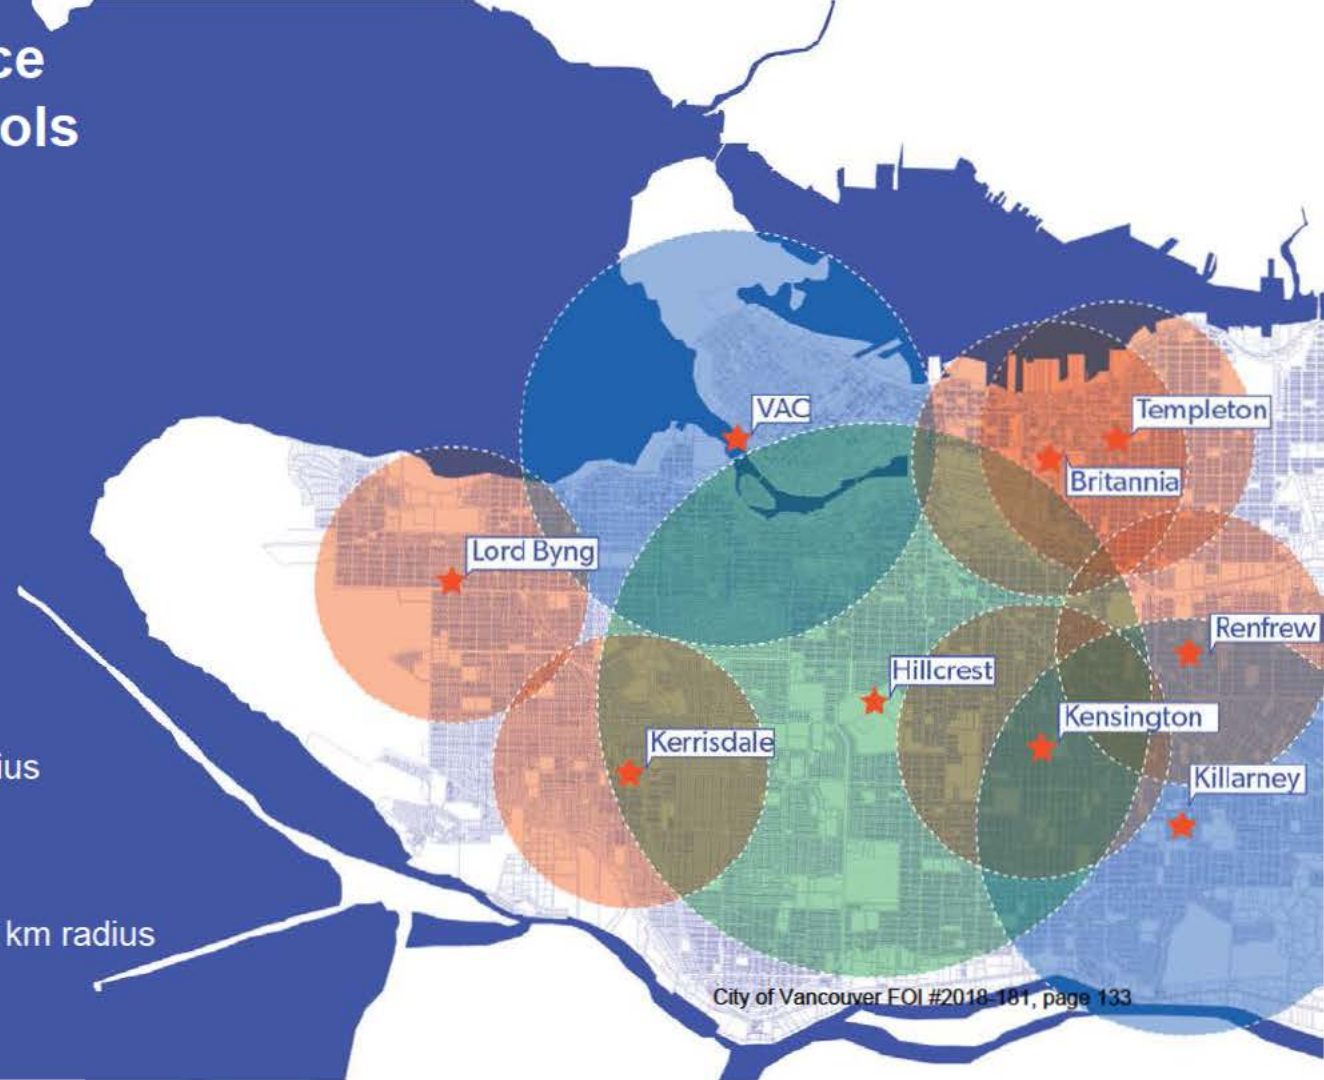 ce
ols
VAC
Templeton
Britannia
Lord Byng
Renfrew
Hillcrest
Kensington
Kerrisdale
Killarney
ius
km radius
City of Vancouver FOI #2018-181, page 133